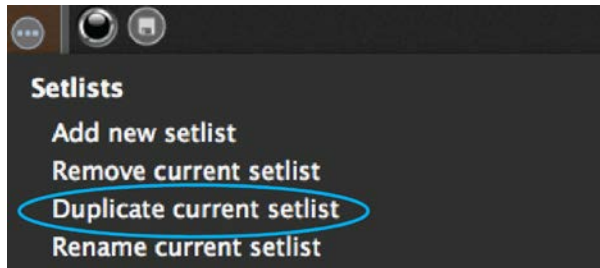 Setlists
Add new setlist
Remove current setlist
Duplicate current setlist
Rename current setlist